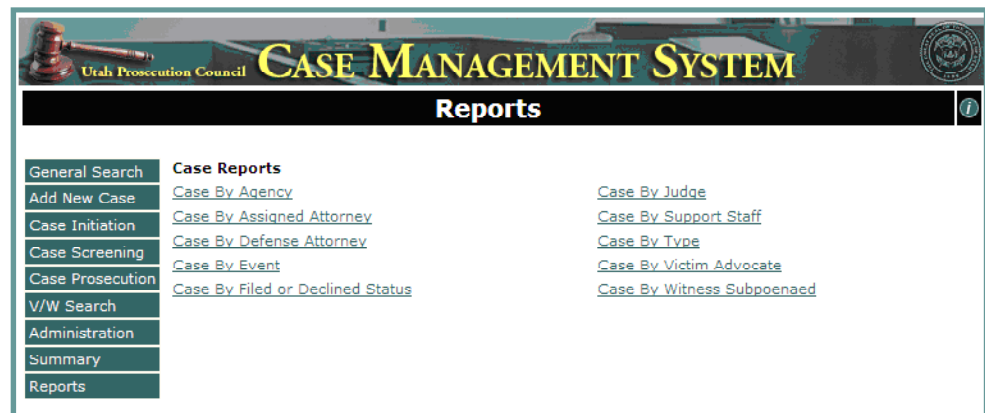 Utah Prosecution Council CASE MANAGEMENT SYSTEM
Reports
i
General Search
Add New Case
Case Initiation
Case Screening
Case Prosecution
V/W Search
Administration
Summary
Reports
Case Reports
Case By Agency
Case By Assigned Attorney
Case By Defense Attorney
Case By Event
Case By Filed or Declined Status
Case By Judge
Case By Support Staff
Case By Type
Case By Victim Advocate
Case By Witness Subpoenaed